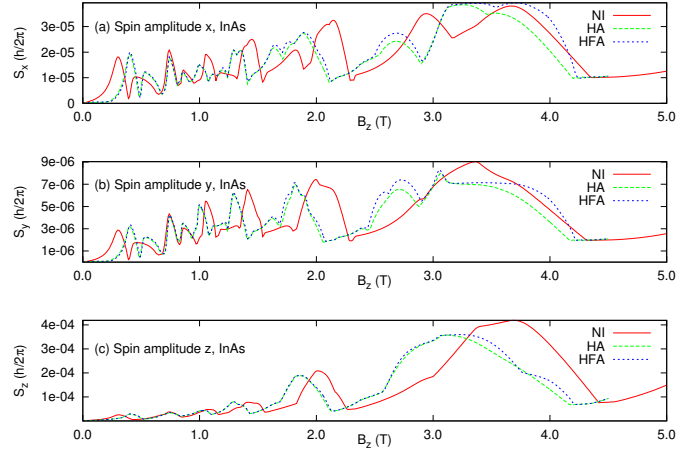 (a) Spin amplitude x, InAs
NI
HA
HFA
S_x (h/2π)
3e-05
2e-05
1e-05
0
0.0 1.0 2.0 3.0 4.0 5.0
B_z (T)
(b) Spin amplitude y, InAs
NI
HA
HFA
S_y (h/2π)
9e-06
7e-06
5e-06
3e-06
1e-06
0.0 1.0 2.0 3.0 4.0 5.0
B_z (T)
(c) Spin amplitude z, InAs
NI
HA
HFA
S_z (h/2π)
4e-04
3e-04
2e-04
1e-04
0.0 1.0 2.0 3.0 4.0 5.0
B_z (T)